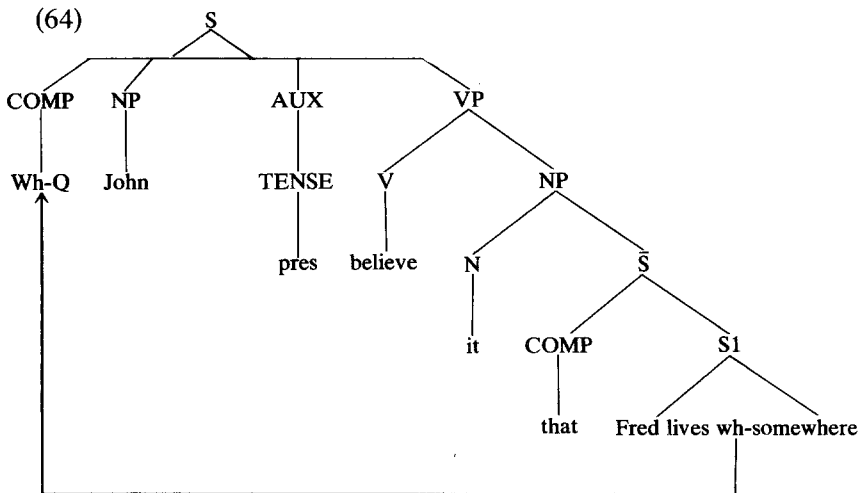 (64)
S
COMP NP AUX VP
Wh-Q John TENSE V NP
pres believe N S̄
it COMP S1
that Fred lives wh-somewhere